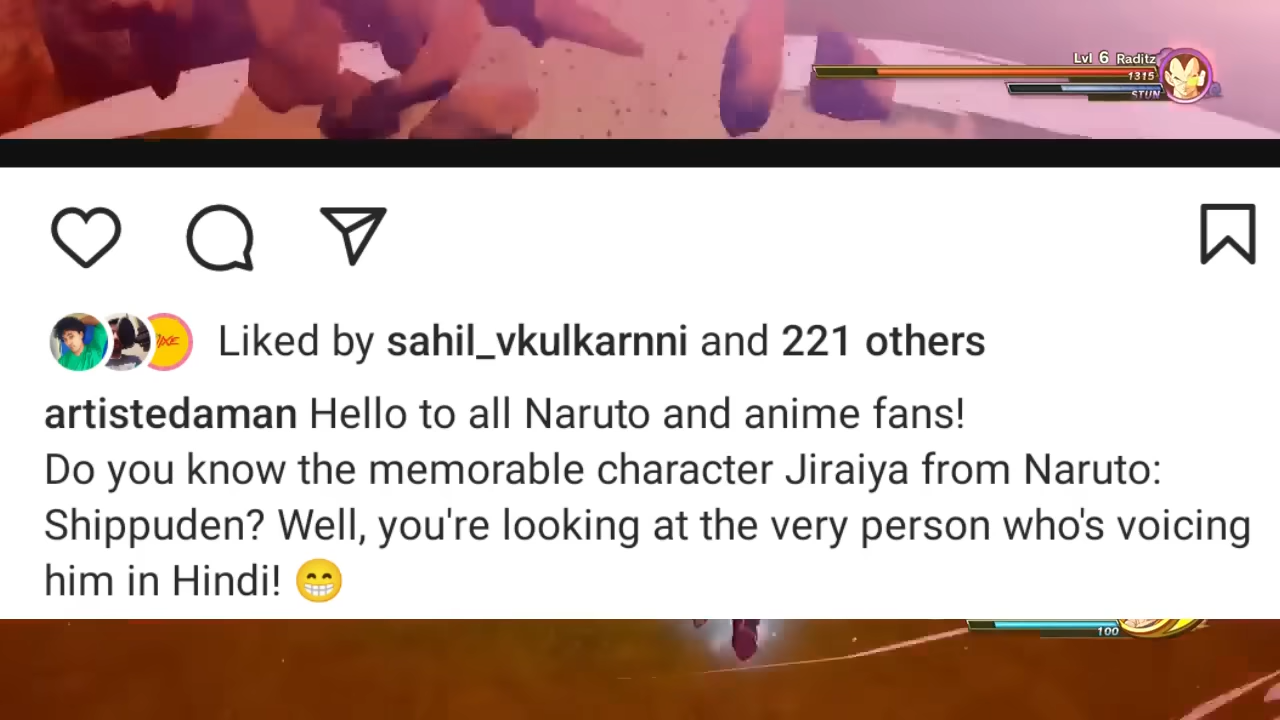 Lvl 6 Raditz
1315
STUN
Liked by sahil_vkulkarnni and 221 others
artistedaman Hello to all Naruto and anime fans!
Do you know the memorable character Jiraiya from Naruto:
Shippuden? Well, you're looking at the very person who's voicing
him in Hindi! 😁
100